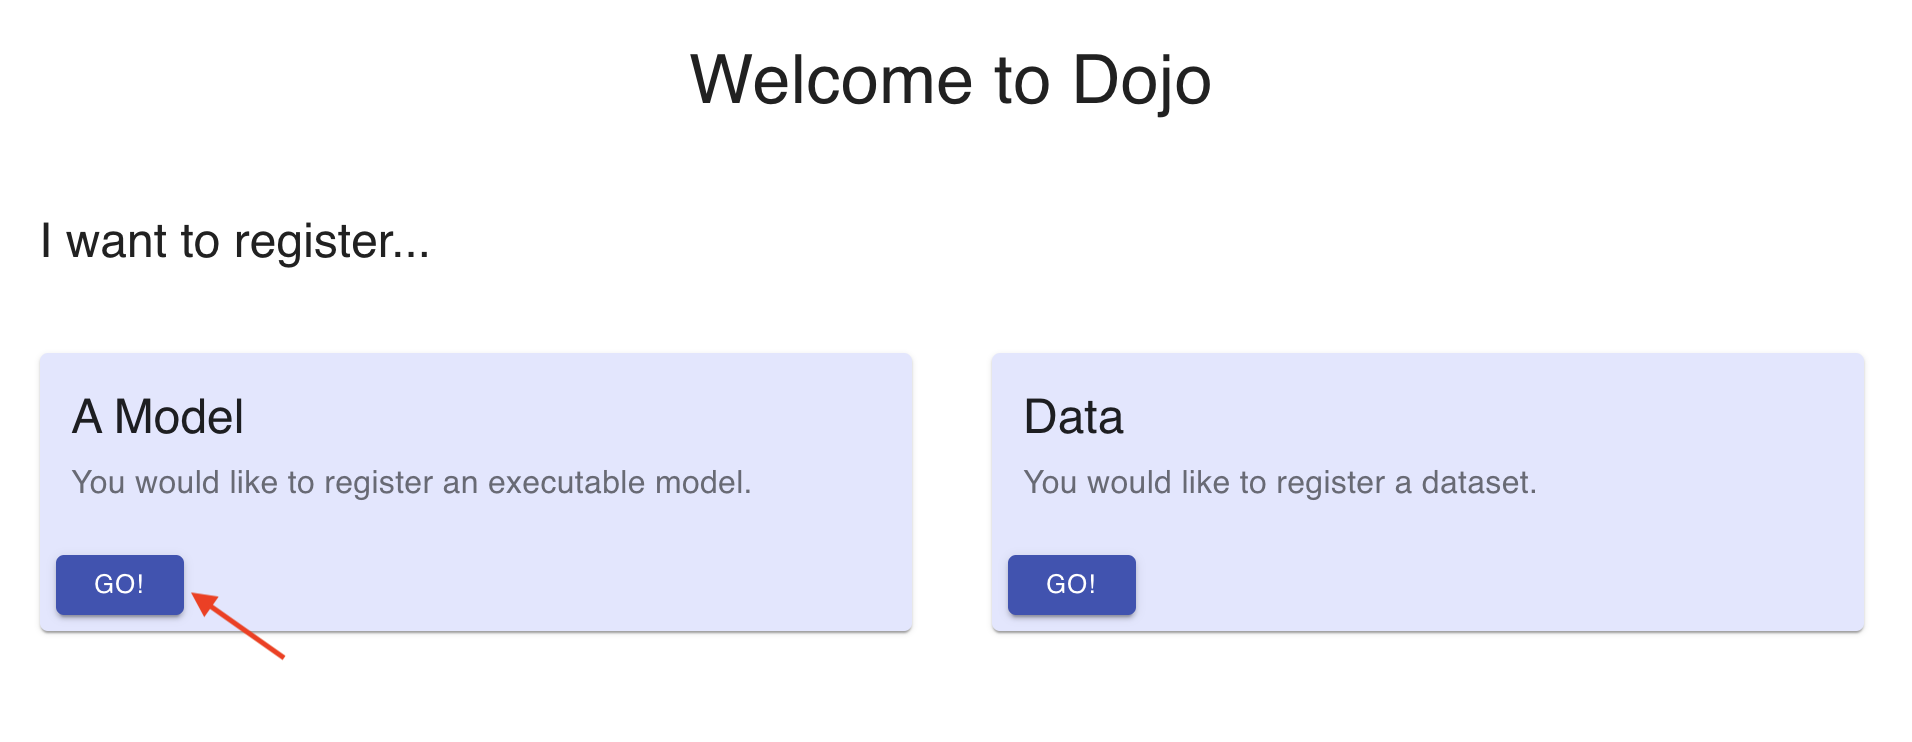 Welcome to Dojo
I want to register...
A Model
You would like to register an executable model.
GO!
Data
You would like to register a dataset.
GO!